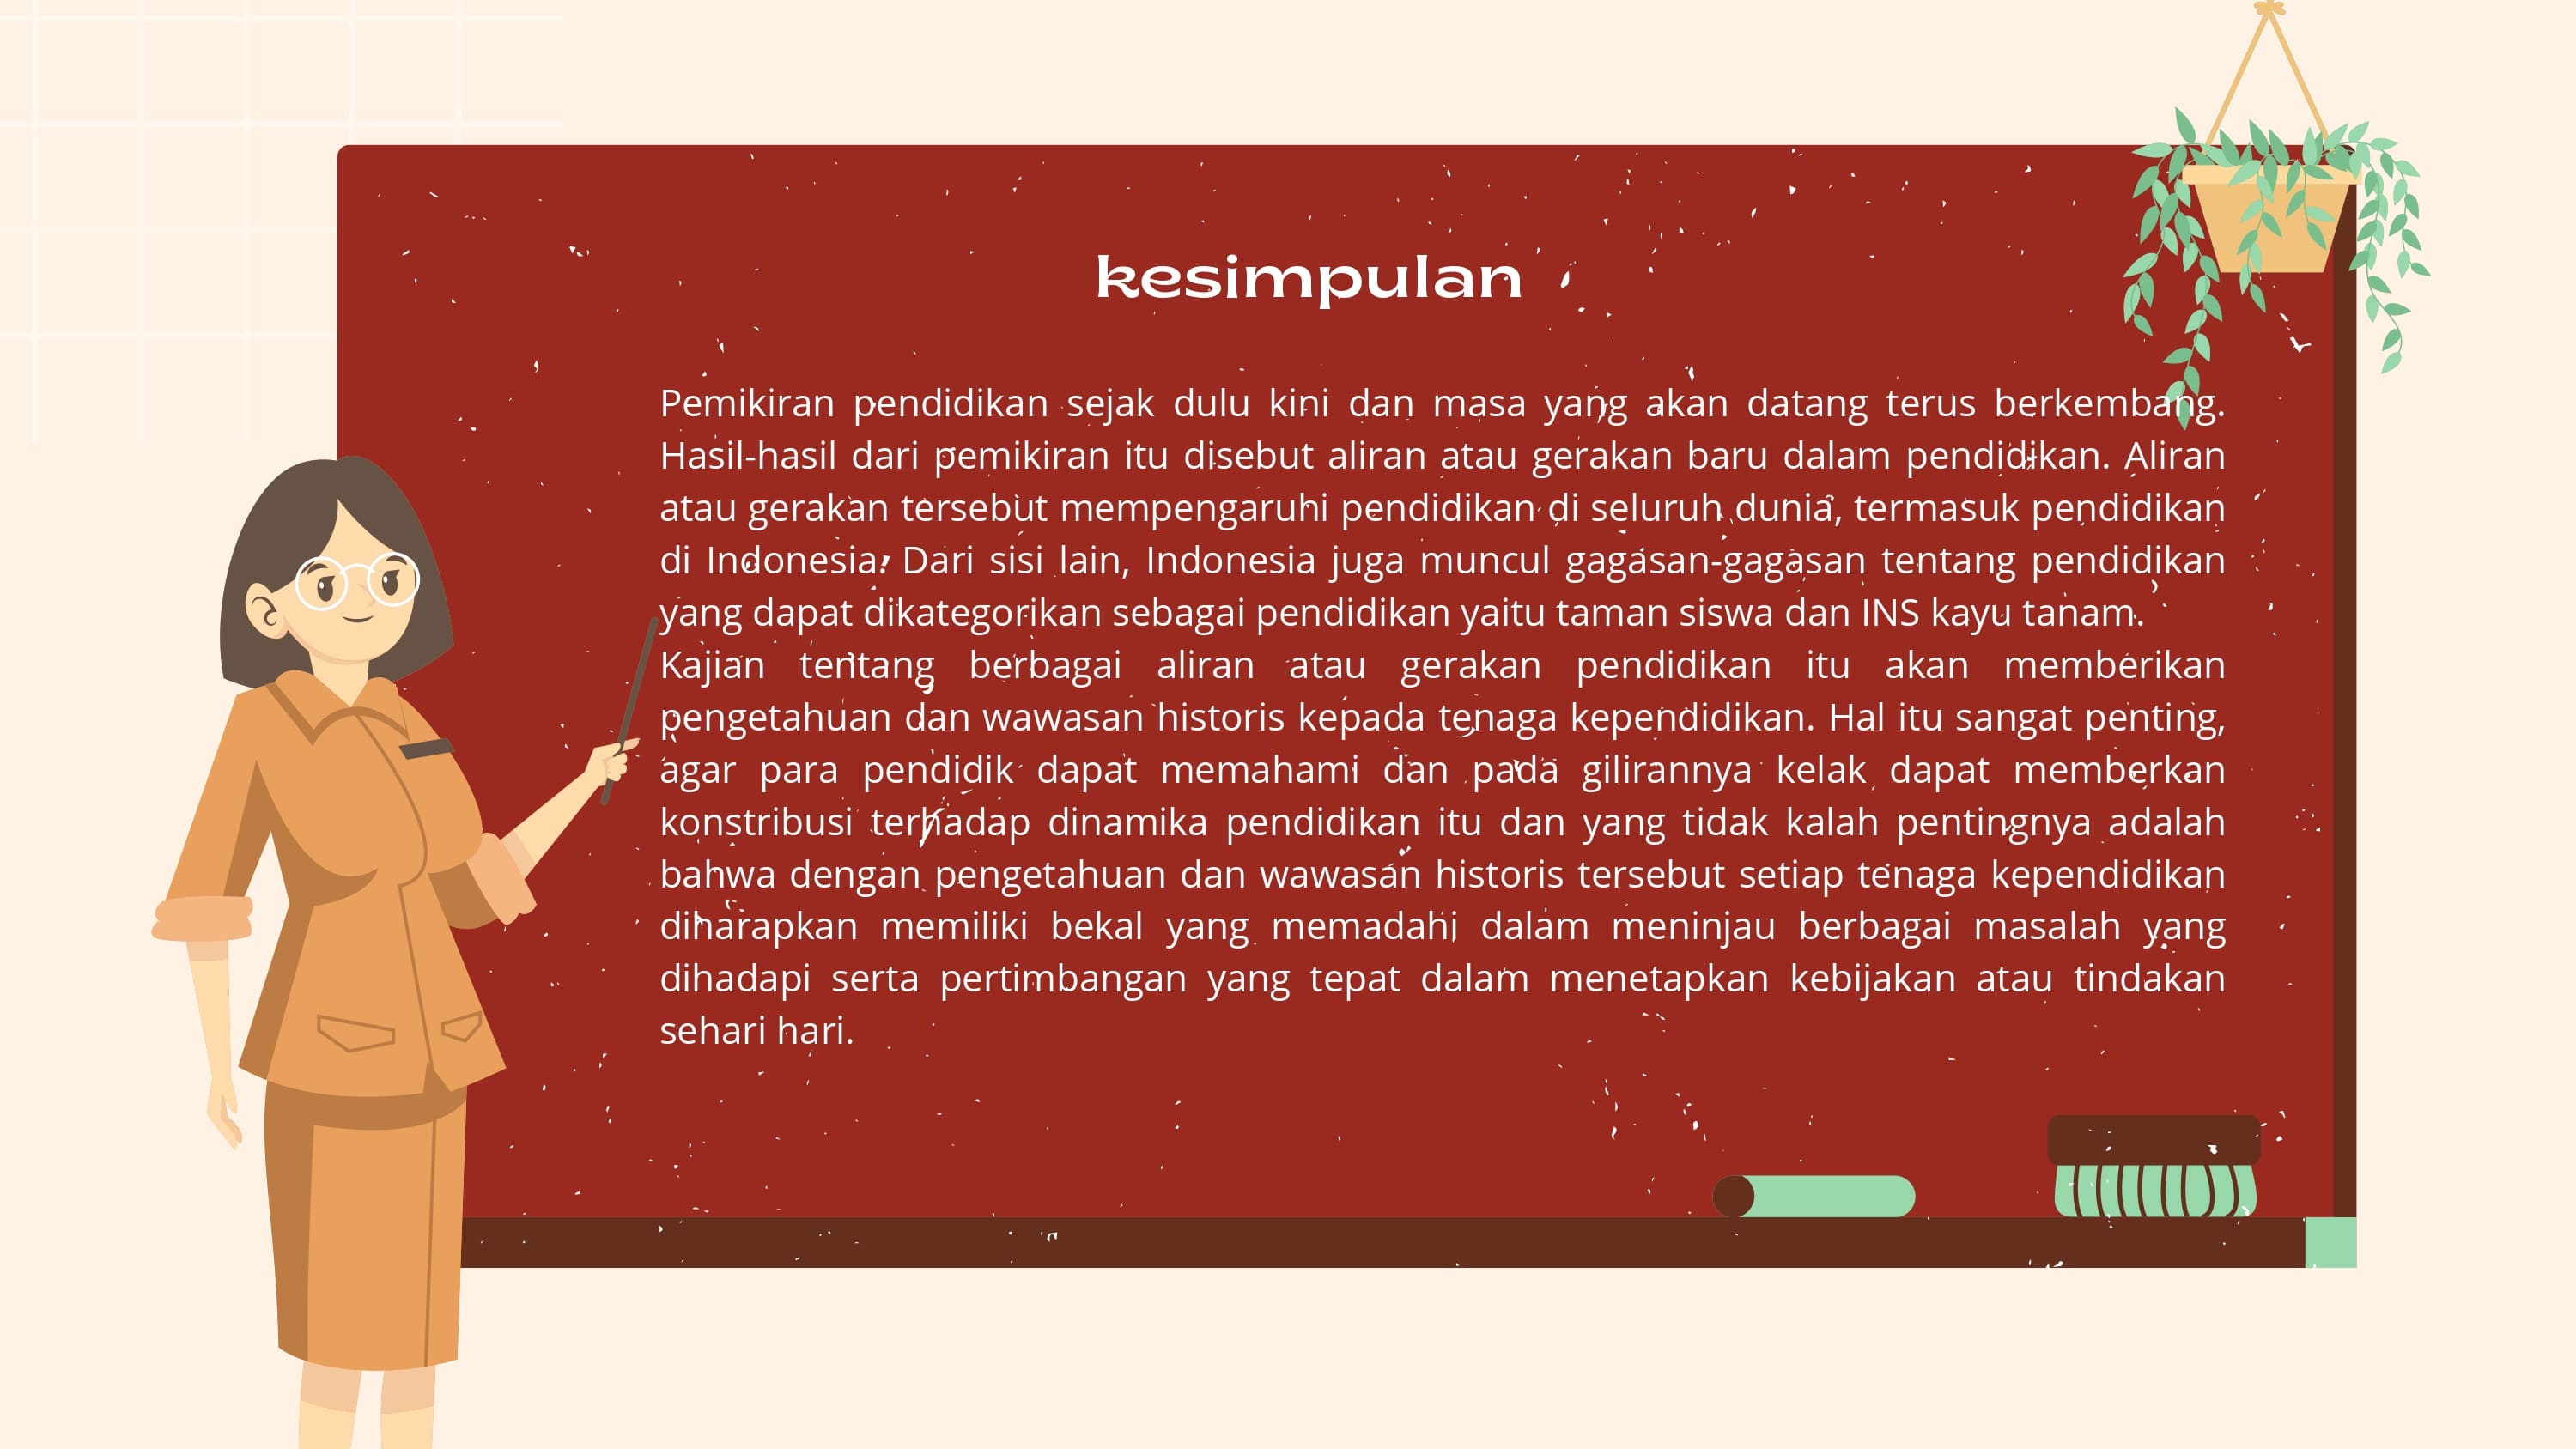 kesimpulan
Pemikiran pendidikan sejak dulu kini dan masa yang akan datang terus berkembang.
Hasil-hasil dari pemikiran itu disebut aliran atau gerakan baru dalam pendidikan. Aliran
atau gerakan tersebut mempengaruhi pendidikan di seluruh dunia, termasuk pendidikan
di Indonesia. Dari sisi lain, Indonesia juga muncul gagasan-gagasan tentang pendidikan
yang dapat dikategorikan sebagai pendidikan yaitu taman siswa dan INS kayu tanam.
Kajian tentang berbagai aliran atau gerakan pendidikan itu akan memberikan
pengetahuan dan wawasan historis kepada tenaga kependidikan. Hal itu sangat penting,
agar para pendidik dapat memahami dan pada gilirannya kelak dapat memberkan
konstribusi terhadap dinamika pendidikan itu dan yang tidak kalah pentingnya adalah
bahwa dengan pengetahuan dan wawasan historis tersebut setiap tenaga kependidikan
diharapkan memiliki bekal yang memadahi dalam meninjau berbagai masalah yang
dihadapi serta pertimbangan yang tepat dalam menetapkan kebijakan atau tindakan
sehari hari.